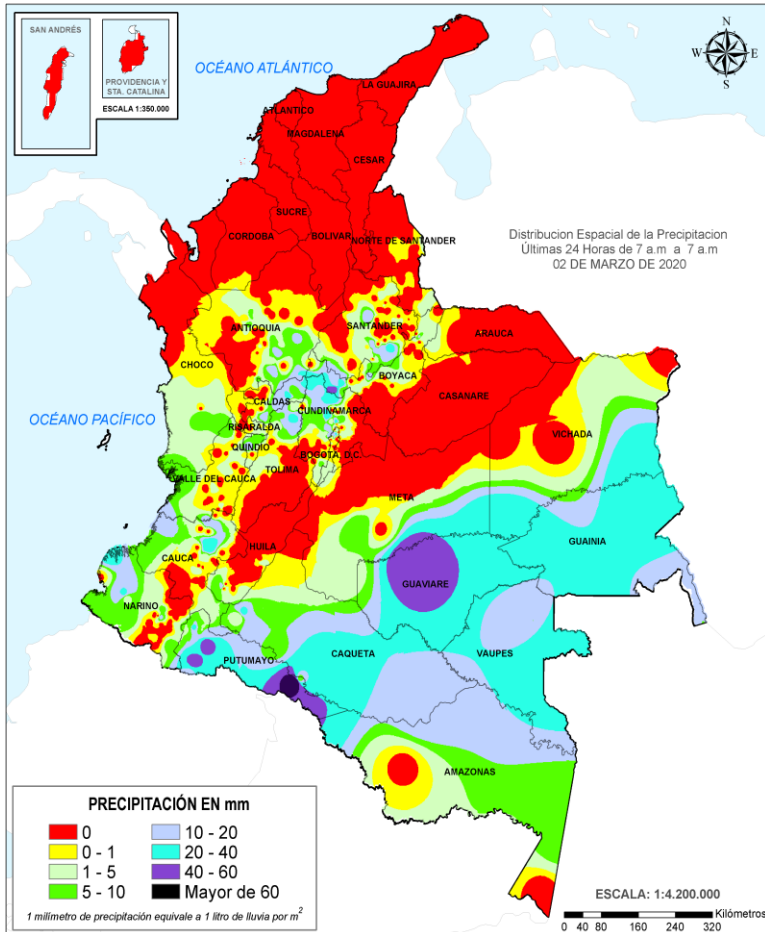 SAN ANDRÉS
PROVIDENCIA Y
STA. CATALINA
ESCALA 1:350.000
OCÉANO ATLÁNTICO
N
W E
S
LA GUAJIRA
ATLANTICO
MAGDALENA
CESAR
SUCRE
CORDOBA
BOLIVAR
NORTE DE SANTANDER
Distribucion Espacial de la Precipitacion
Últimas 24 Horas de 7 a.m a 7 a.m
02 DE MARZO DE 2020
ANTIOQUIA
SANTANDER
ARAUCA
CHOCO
BOYACA
CASANARE
CALDAS
CUNDINAMARCA
OCÉANO PACÍFICO
RISARALDA
VICHADA
QUINDIO
BOGOTA, D.C.
TOLIMA
VALLE DEL CAUCA
META
GUAINIA
HUILA
CAUCA
GUAVIARE
NARINO
PUTUMAYO
CAQUETA
VAUPES
AMAZONAS
PRECIPITACIÓN EN mm
0
0 - 1
1 - 5
5 - 10
10 - 20
20 - 40
40 - 60
Mayor de 60
1 milímetro de precipitación equivale a 1 litro de lluvia por m²
ESCALA: 1:4.200.000
0 40 80 160 240 320 Kilómetros